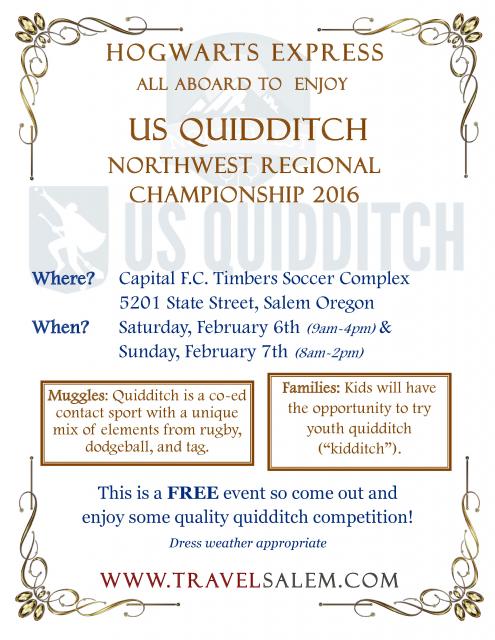 HOGWARTS EXPRESS
ALL ABOARD TO ENJOY
US QUIDDITCH
NORTHWEST REGIONAL
CHAMPIONSHIP 2016
US QUIDDITCH
Where? Capital F.C. Timbers Soccer Complex
5201 State Street, Salem Oregon
When? Saturday, February 6th (9am-4pm) &
Sunday, February 7th (8am-2pm)
Muggles: Quidditch is a co-ed
contact sport with a unique
mix of elements from rugby,
dodgeball, and tag.
Families: Kids will have
the opportunity to try
youth quidditch
("kidditch").
This is a FREE event so come out and
enjoy some quality quidditch competition!
Dress weather appropriate
WWW.TRAVELSALEM.COM